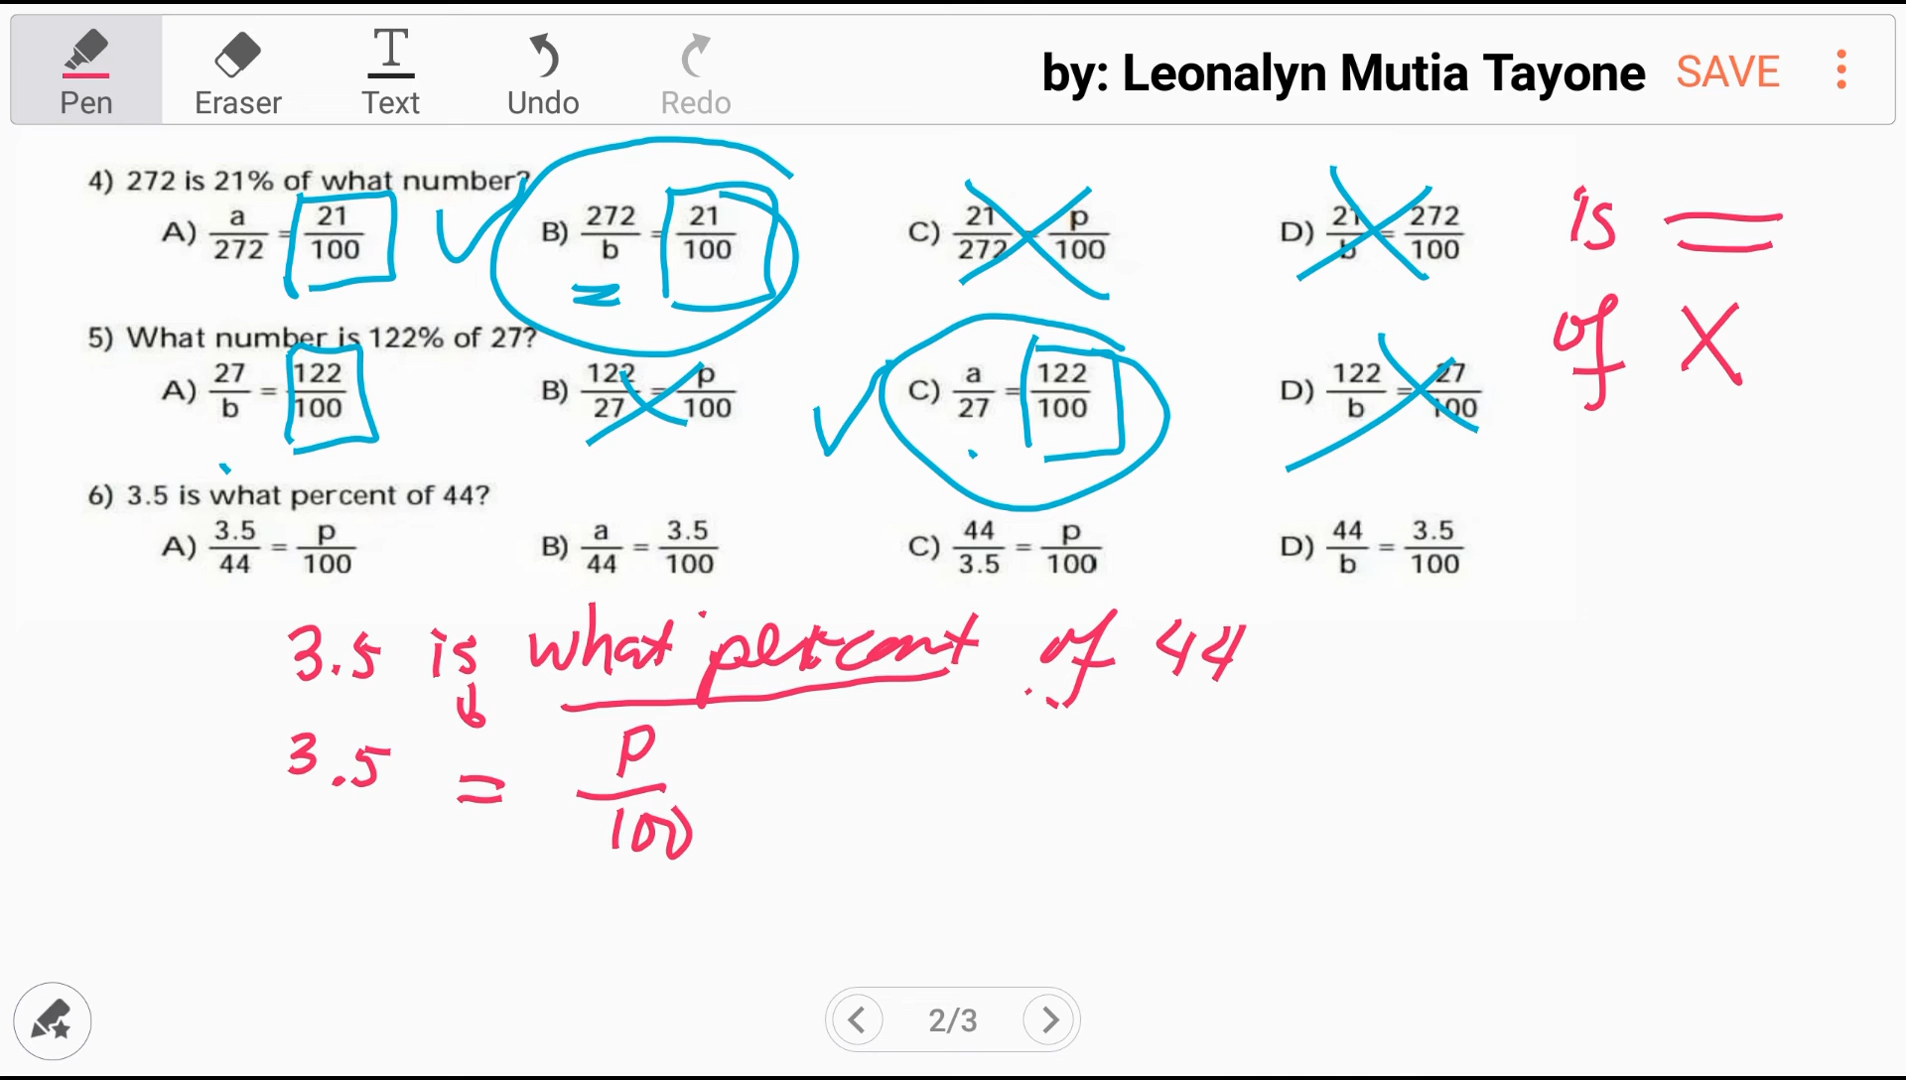 Pen Eraser Text Undo Redo by: Leonalyn Mutia Tayone SAVE
4) 272 is 21% of what number?
A) a/272 = 21/100 B) 272/b = 21/100 C) 21/272 = p/100 D) 21/b = 272/100
is =
5) What number is 122% of 27?
of X
A) 27/b = 122/100 B) 122/27 = p/100 C) a/27 = 122/100 D) 122/b = 27/100
6) 3.5 is what percent of 44?
A) 3.5/44 = p/100 B) a/44 = 3.5/100 C) 44/3.5 = p/100 D) 44/b = 3.5/100
3.5 is what percent of 44
3.5 = p/100
2/3